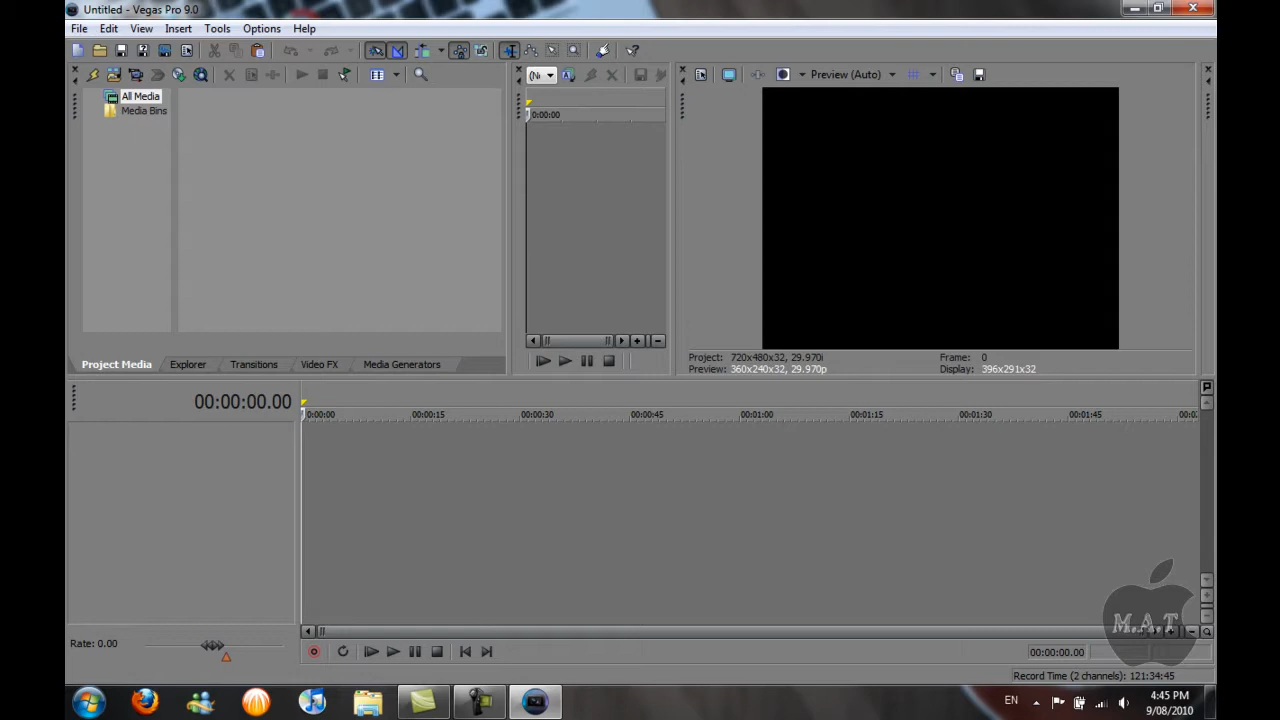 Untitled - Vegas Pro 9.0
File Edit View Insert Tools Options Help
Preview (Auto)
All Media
Media Bins
0:00:00
Project Media Explorer Transitions Video FX Media Generators
Project: 720x480x32, 29.970i Frame: 0
Preview: 360x240x32, 29.970p Display: 396x291x32
00:00:00.00
0:00:00 00:00:15 00:00:30 00:00:45 00:01:00 00:01:15 00:01:30 00:01:45
M.A.T
Rate: 0.00
00:00:00.00
Record Time (2 channels): 121:34:45
EN
4:45 PM
9/08/2010